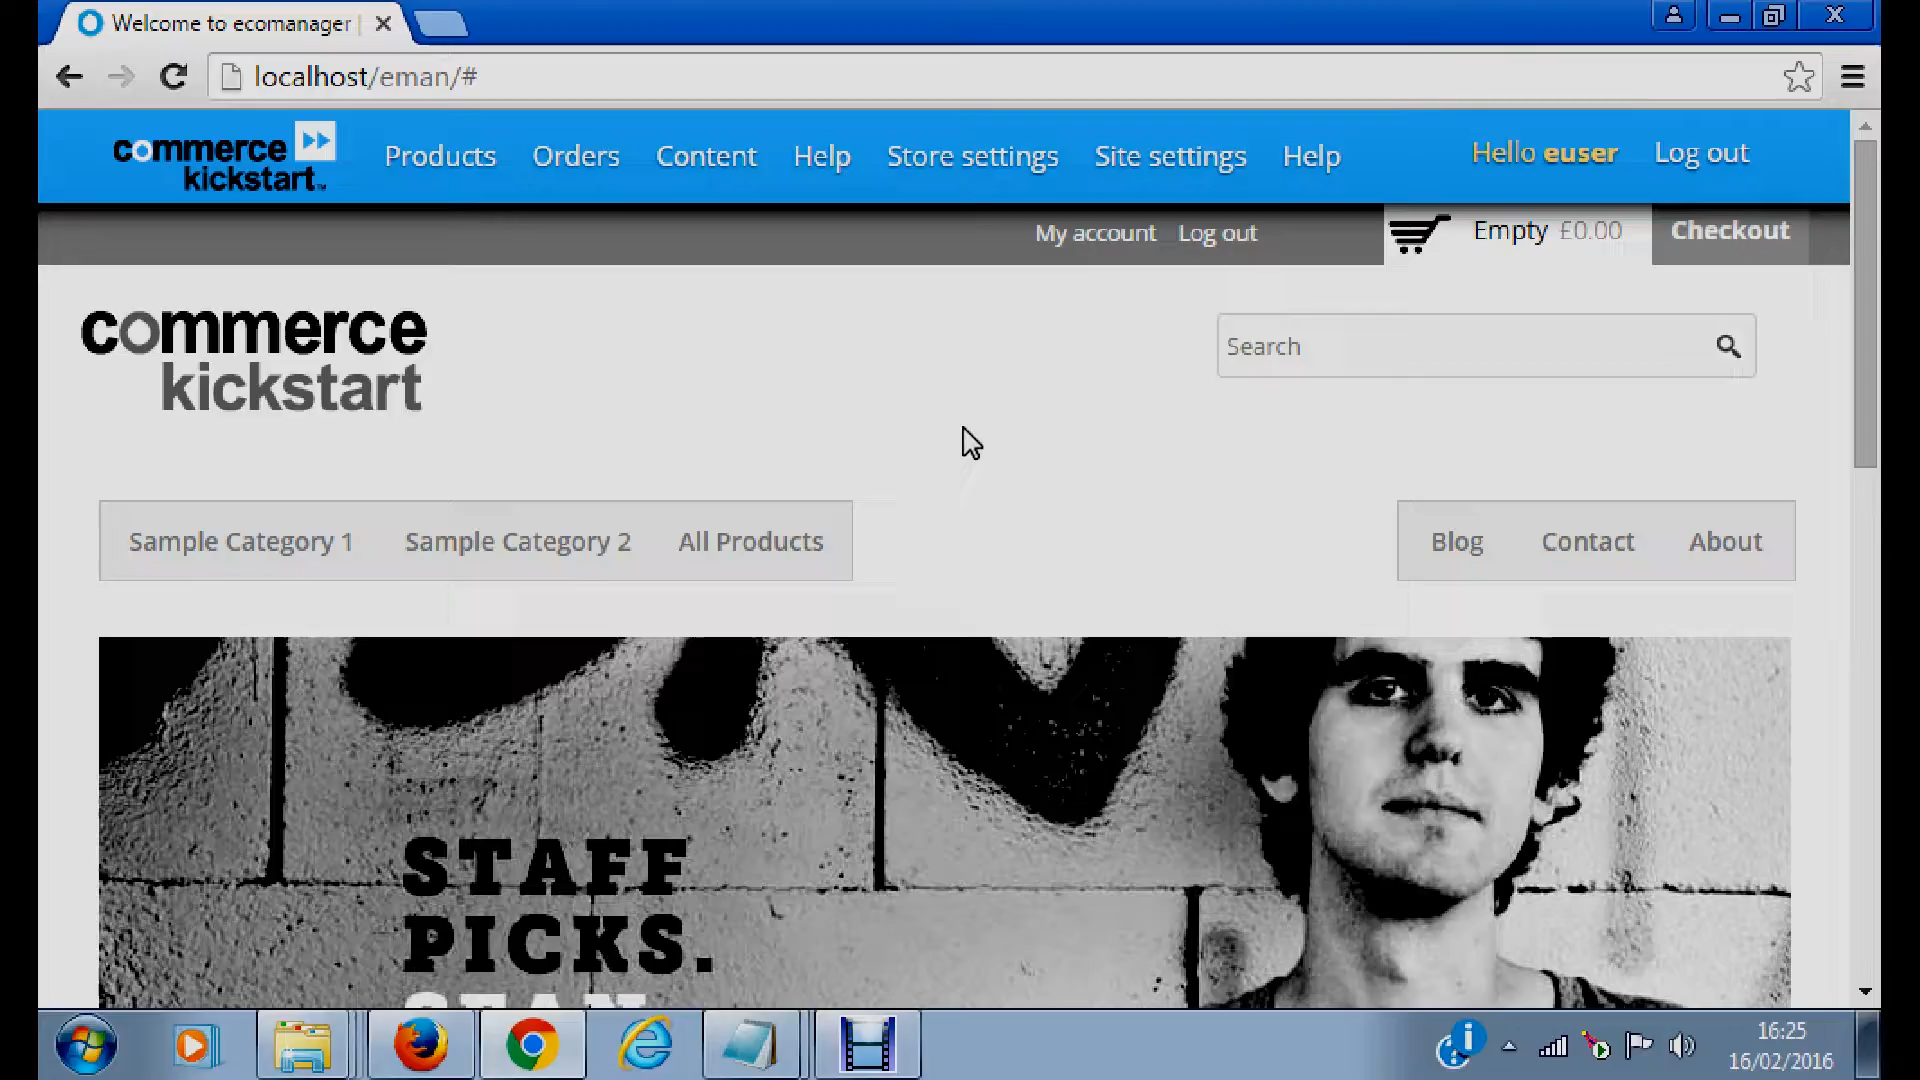 Welcome to ecomanager |
localhost/eman/#
commerce kickstart™
Products Orders Content Help Store settings Site settings Help Hello euser Log out
My account Log out Empty £0.00 Checkout
commerce
kickstart
Search
Sample Category 1 Sample Category 2 All Products Blog Contact About
STAFF
PICKS.
SEAN
16:25
16/02/2016